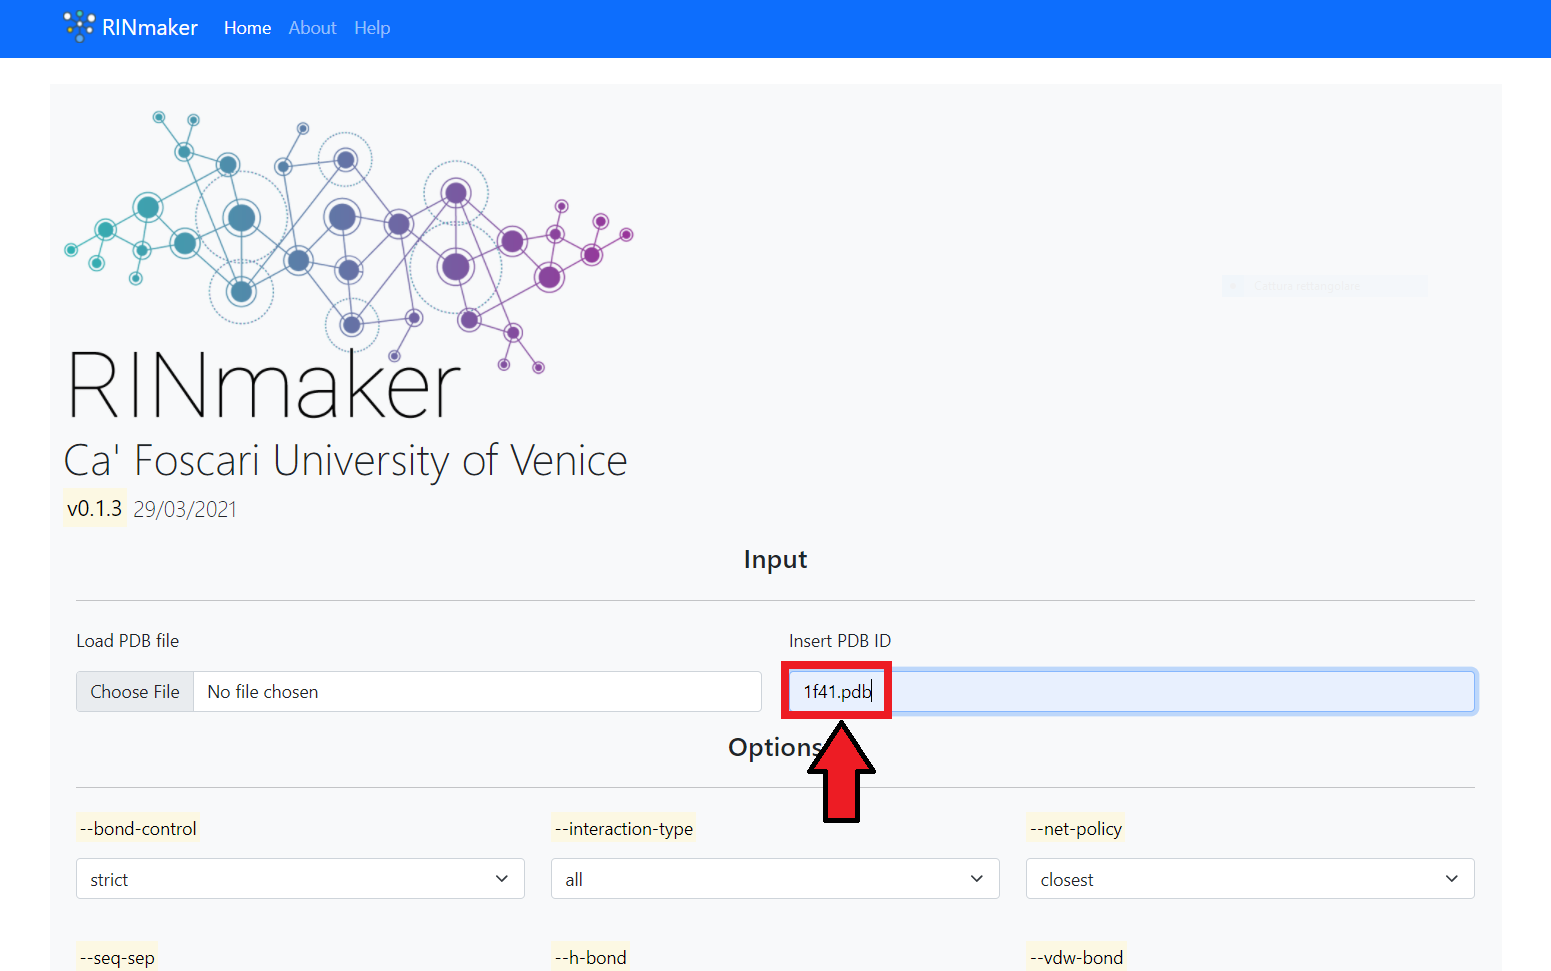 RINmaker Home About Help
RINmaker
Ca' Foscari University of Venice
v0.1.3 29/03/2021
Input
Load PDB file Insert PDB ID
Choose File No file chosen 1f41.pdb
Options
--bond-control --interaction-type --net-policy
strict all closest
--seq-sep --h-bond --vdw-bond